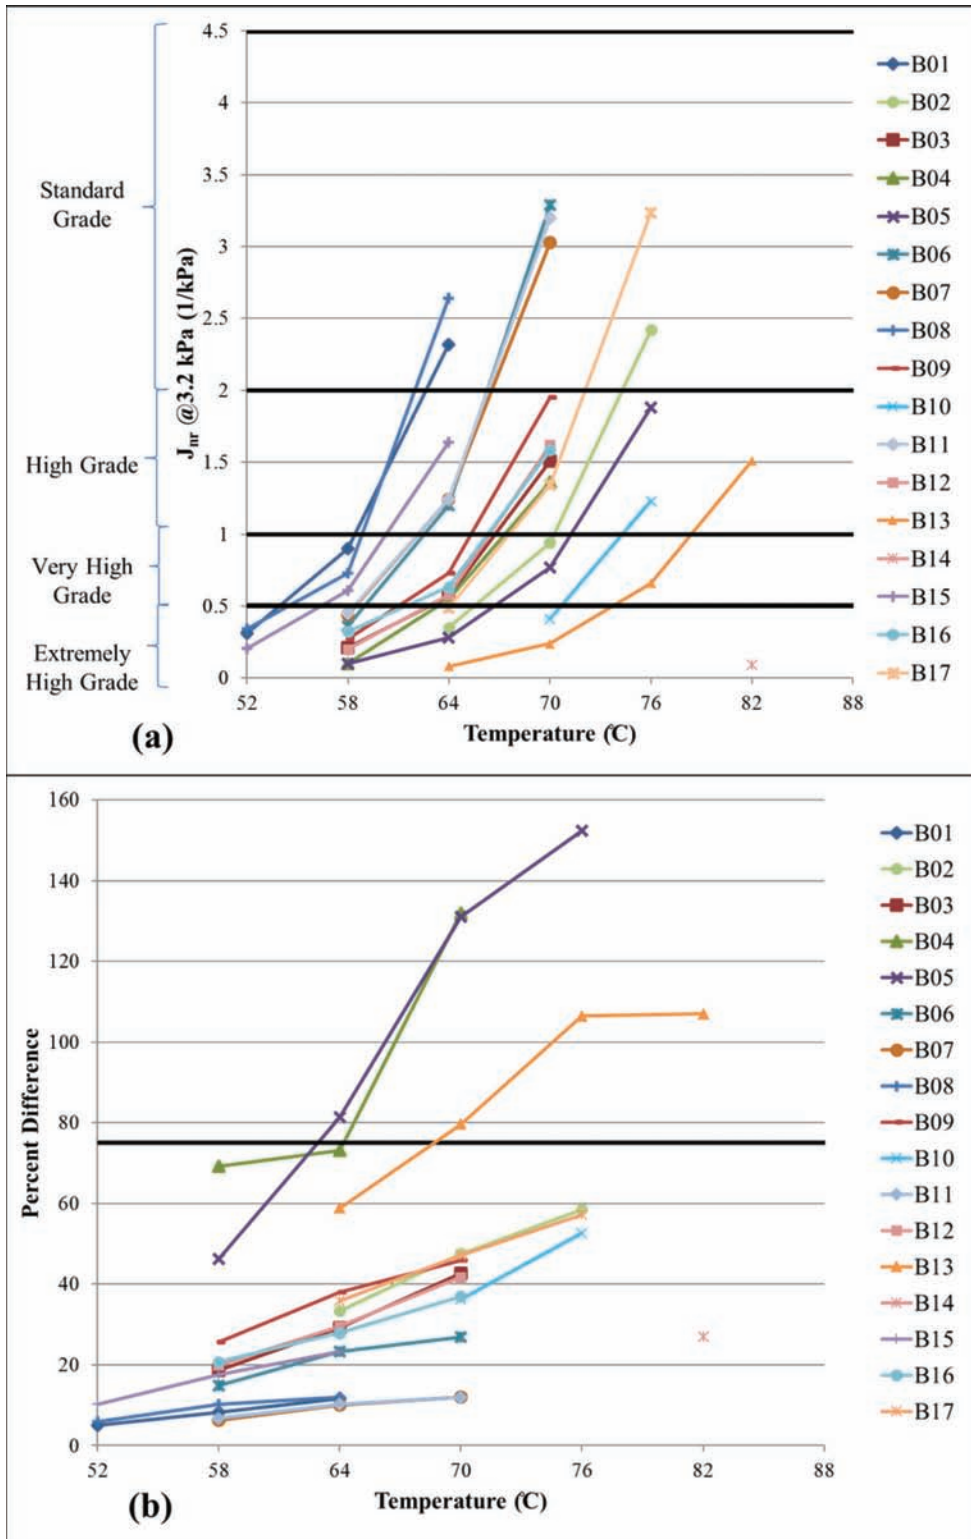 4.5
4
3.5
3
2.5
2
1.5
1
0.5
0
Standard
Grade
High Grade
Very High
Grade
Extremely
High Grade
Jnr @3.2 kPa (1/kPa)
52 58 64 70 76 82 88
Temperature (C)
(a)
B01
B02
B03
B04
B05
B06
B07
B08
B09
B10
B11
B12
B13
B14
B15
B16
B17
160
140
120
100
80
60
40
20
0
Percent Difference
52 58 64 70 76 82 88
Temperature (C)
(b)
B01
B02
B03
B04
B05
B06
B07
B08
B09
B10
B11
B12
B13
B14
B15
B16
B17